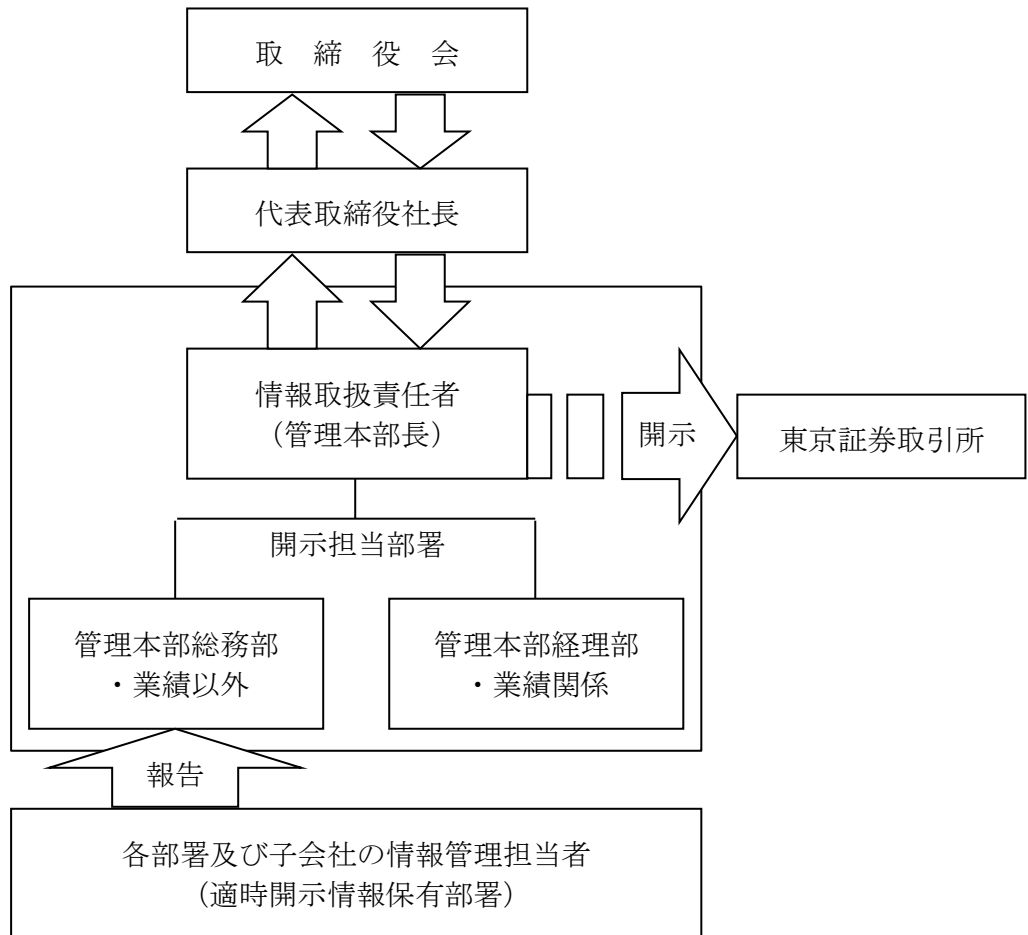 取　締　役　会
代表取締役社長
情報取扱責任者
（管理本部長）
開示
東京証券取引所
開示担当部署
管理本部総務部
・業績以外
管理本部経理部
・業績関係
報告
各部署及び子会社の情報管理担当者
（適時開示情報保有部署）